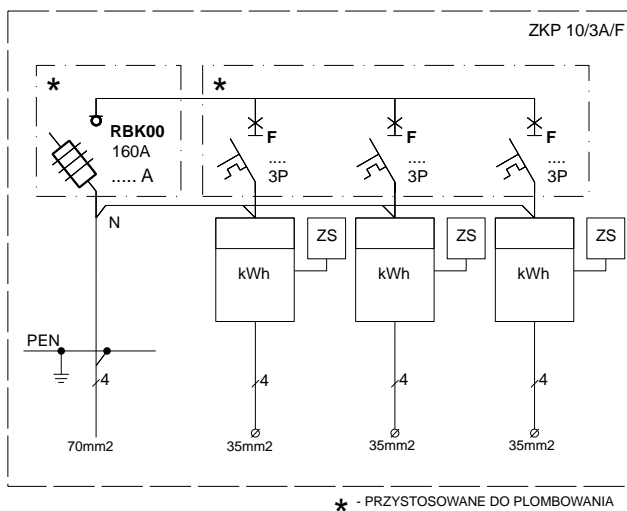 ZKP 10/3A/F
*
*
RBK00
160A
..... A
F
....
3P
F
....
3P
F
....
3P
N
kWh
ZS
kWh
ZS
kWh
ZS
PEN
4
4
4
4
70mm2
35mm2
35mm2
35mm2
* - PRZYSTOSOWANE DO PLOMBOWANIA